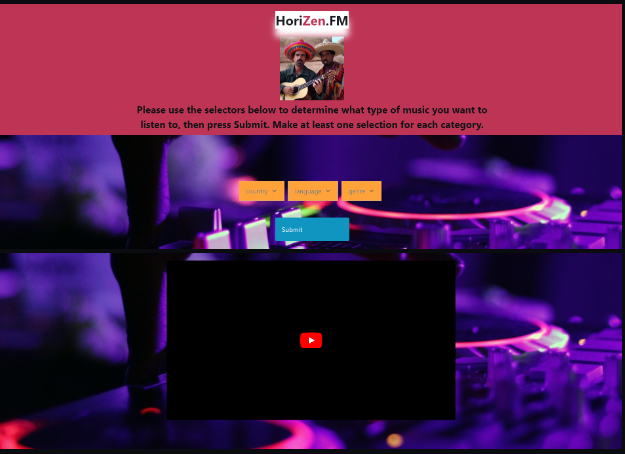 HoriZen.FM
Please use the selectors below to determine what type of music you want to
listen to, then press Submit. Make at least one selection for each category.
country language genre
Submit